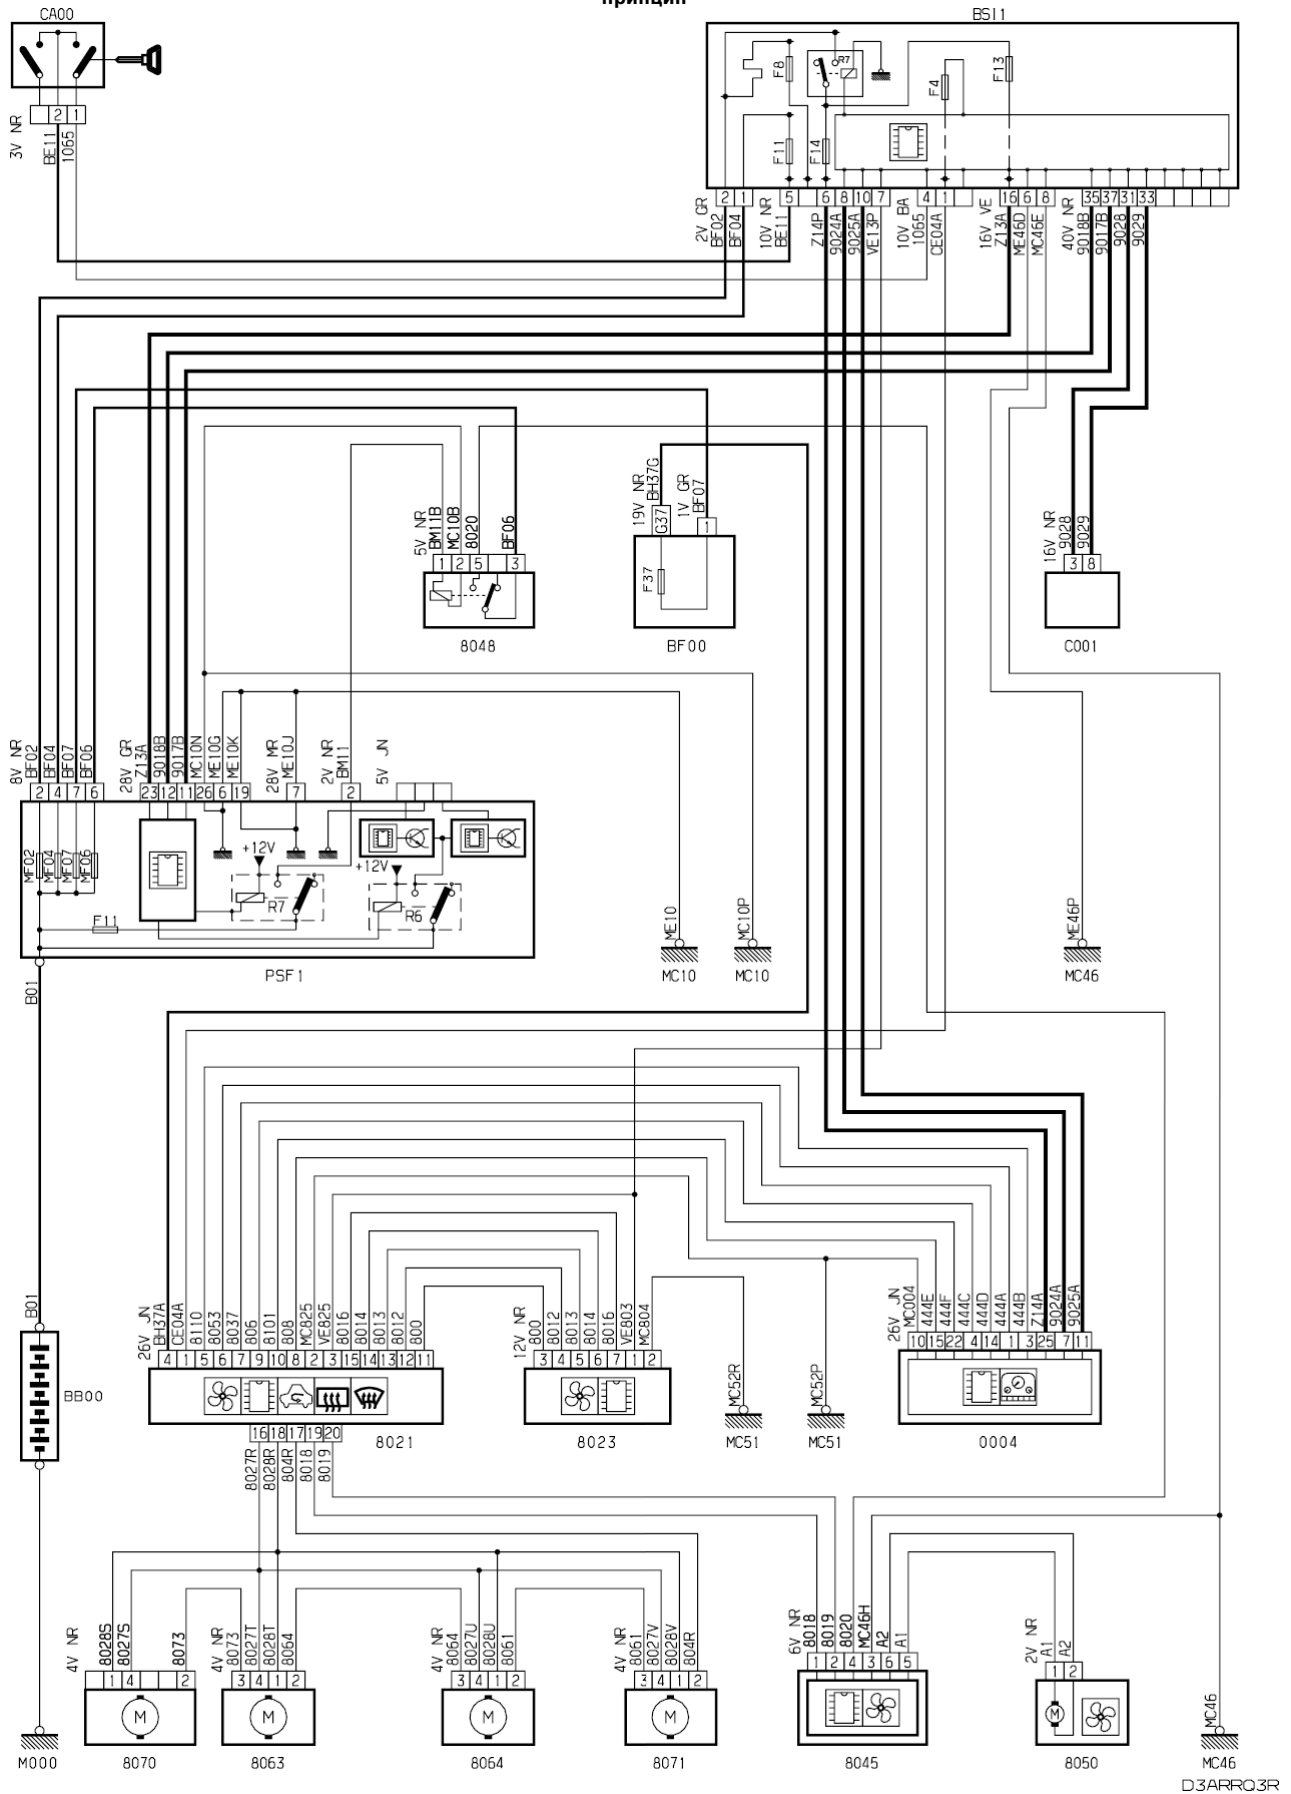 принцип
CA00
BSI1
F8
R7
F4
F13
F11
F14
3V NR
2 1
BE11
1065
2 1 5 6 8 10 7 4 1 16 6 8 35 37 31 33
2V GR
BF02
BF04
10V NR
BE11
Z14P
9024A
9025A
VE13P
10V BA
1065
CE04A
16V VE
Z13A
ME46D
MC46E
40V NR
9018B
9017B
9028
9029
5V NR
BM11B
MC10B
8020
BF06
1 2 5 3
8048
19V NR
BH37G
1V GR
BF07
G37
1
F37
BF00
16V NR
9028
9029
3 8
C001
8V NR
BF02
BF04
BF07
BF06
28V GR
Z13A
9018B
9017B
MC10N
ME10G
ME10K
28V MR
ME10J
2V NR
BM11
5V JN
2 4 7 6 23 12 11 26 6 19 7 2
MF02
MF04
MF07
MF06
+12V
+12V
R7
R6
F11
PSF1
ME10
MC10
MC10P
MC10
ME46P
MC46
B01
B01
BB00
M000
26V JN
BH37A
CE04A
8110
8053
8037
806
8101
808
MC825
VE825
8016
8014
8013
8012
800
4 1 5 6 7 9 10 8 2 3 15 14 13 12 11
16 18 17 19 20
8021
8027R
8028R
804R
8018
8019
12V NR
800
8012
8013
8014
8016
VE803
MC804
3 4 5 6 7 1 2
8023
MC52R
MC51
MC52P
MC51
26V JN
MC004
444E
444F
444C
444D
444A
444B
Z14A
9024A
9025A
10 15 22 4 14 1 3 25 7 11
0004
4V NR
8028S
8027S
8073
1 4 2
M
8070
4V NR
8073
8027T
8028T
8064
3 4 1 2
M
8063
4V NR
8064
8027U
8028U
8061
3 4 1 2
M
8064
4V NR
8061
8027V
8028V
804R
3 4 1 2
M
8071
6V NR
8018
8019
8020
MC46H
A2
A1
1 2 4 3 6 5
8045
2V NR
A1
A2
1 2
M
8050
MC46
MC46
D3ARRQ3R